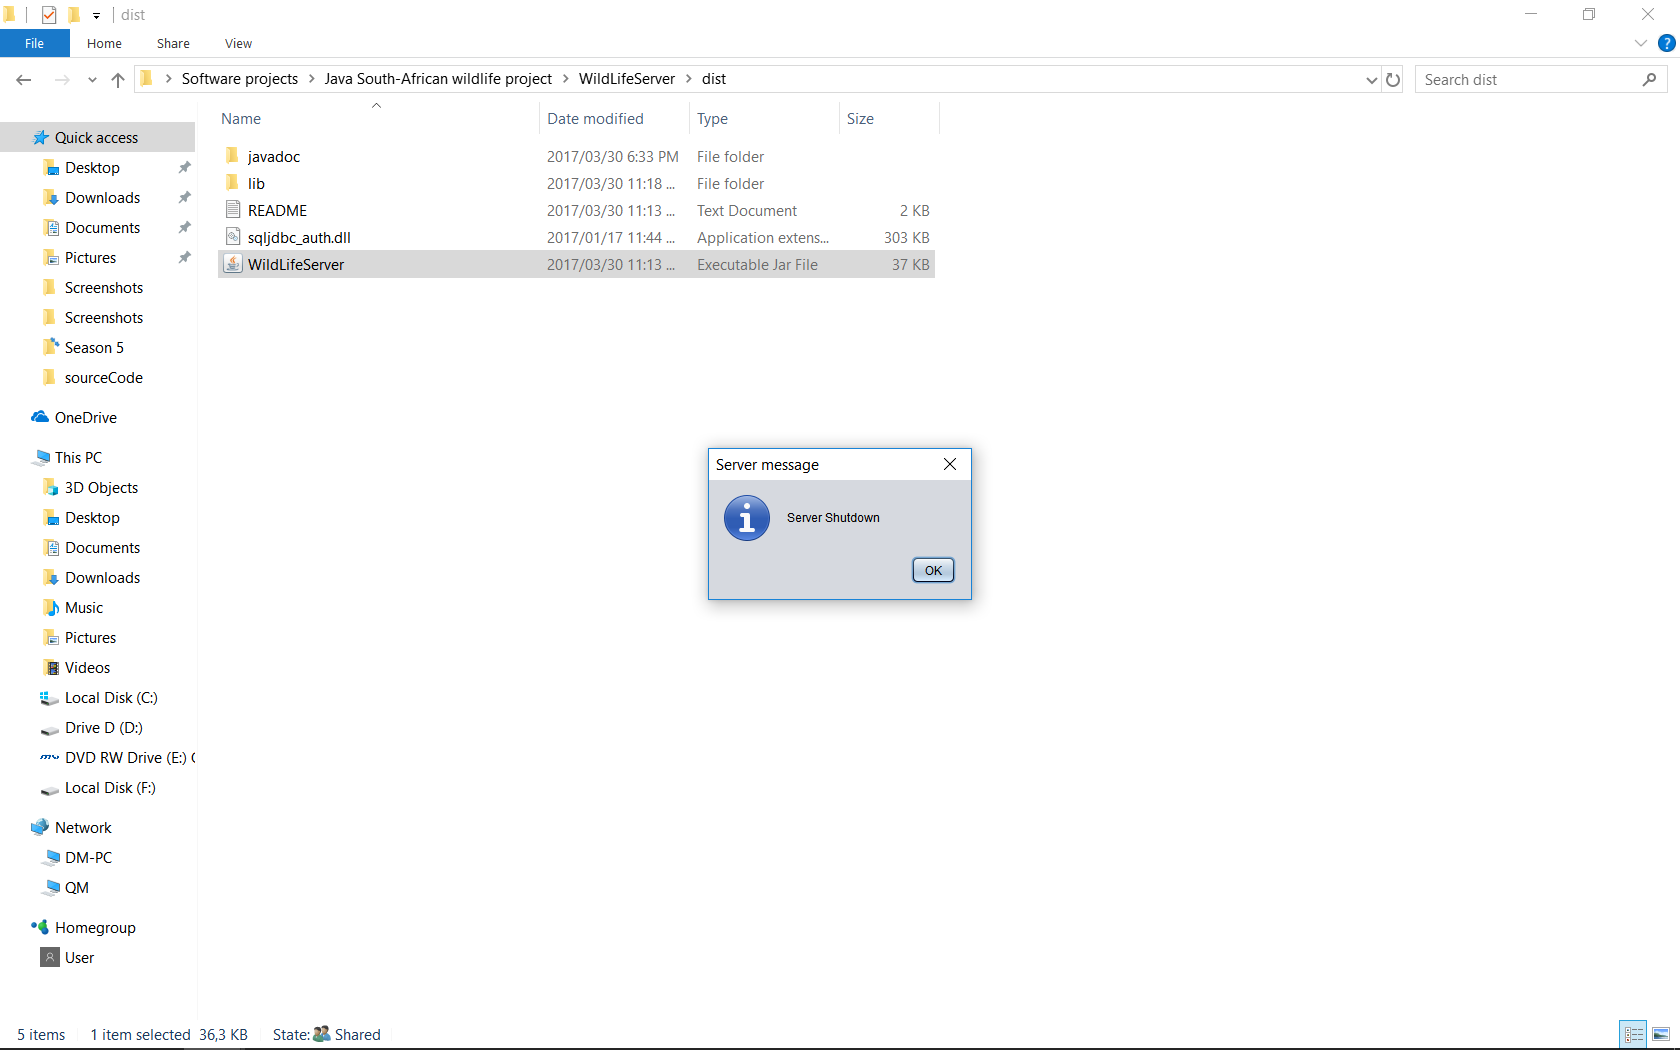 dist
File Home Share View
Software projects Java South-African wildlife project WildLifeServer dist
Search dist
Name Date modified Type Size
Quick access
Desktop
Downloads
Documents
Pictures
Screenshots
Screenshots
Season 5
sourceCode
OneDrive
This PC
3D Objects
Desktop
Documents
Downloads
Music
Pictures
Videos
Local Disk (C:)
Drive D (D:)
DVD RW Drive (E:)
Local Disk (F:)
Network
DM-PC
QM
Homegroup
User
javadoc 2017/03/30 6:33 PM File folder
lib 2017/03/30 11:18 ... File folder
README 2017/03/30 11:13 ... Text Document 2 KB
sqljdbc_auth.dll 2017/01/17 11:44 ... Application extens... 303 KB
WildLifeServer 2017/03/30 11:13 ... Executable Jar File 37 KB
Server message
Server Shutdown
OK
5 items 1 item selected 36,3 KB State: Shared